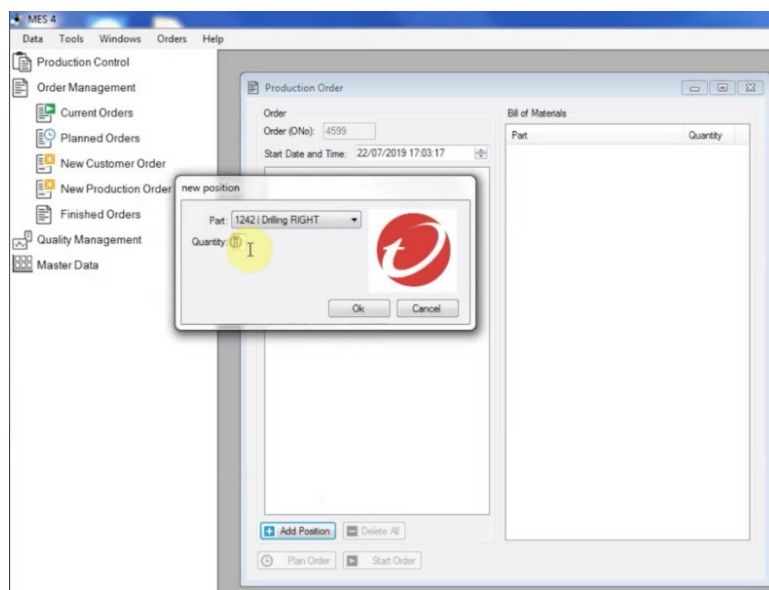 MES 4
Data Tools Windows Orders Help
Production Control
Order Management
Current Orders
Planned Orders
New Customer Order
New Production Order
Finished Orders
Quality Management
Master Data
Production Order
Order
Order (ONo): 4599
Start Date and Time: 22/07/2019 17:03:17
Bill of Materials
Part Quantity
new position
Part: 1242 | Drilling RIGHT
Quantity:
Ok Cancel
Add Position Delete All
Plan Order Start Order